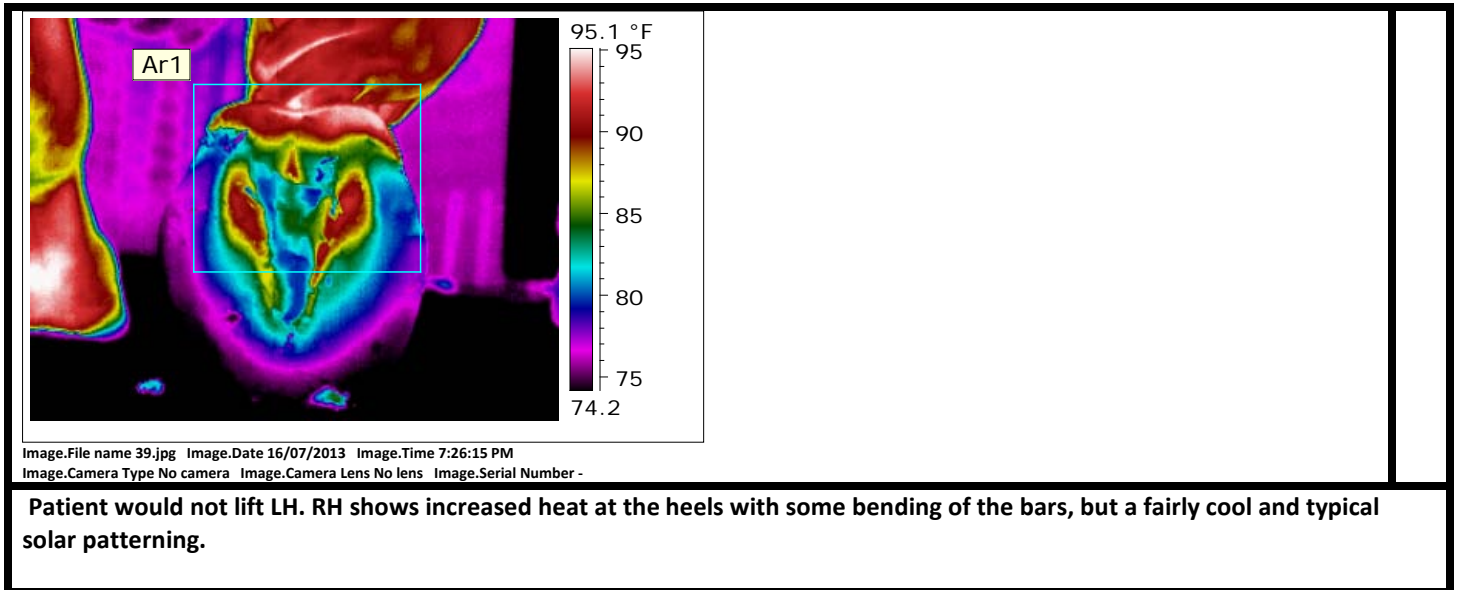 Ar1
95.1 °F
95
90
85
80
75
74.2
Image.File name 39.jpg Image.Date 16/07/2013 Image.Time 7:26:15 PM
Image.Camera Type No camera Image.Camera Lens No lens Image.Serial Number -
Patient would not lift LH. RH shows increased heat at the heels with some bending of the bars, but a fairly cool and typical
solar patterning.